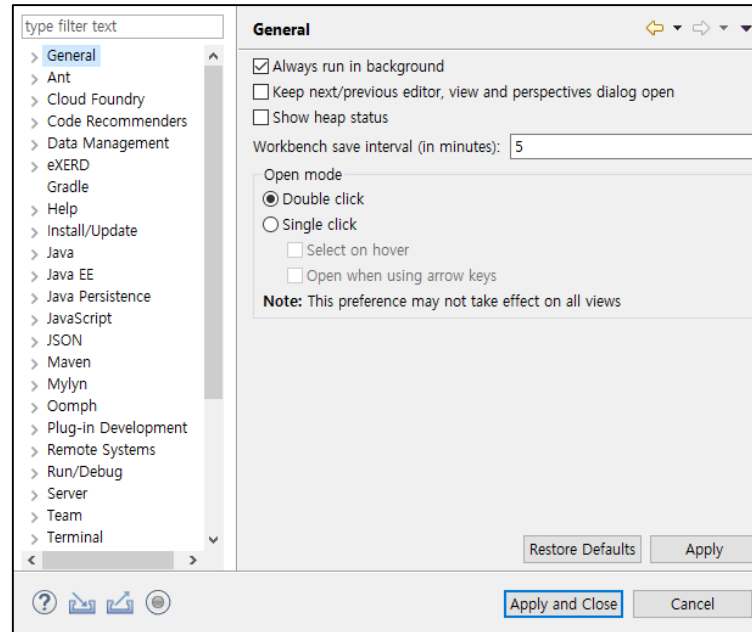 type filter text
General
Ant
Cloud Foundry
Code Recommenders
Data Management
eXERD
Gradle
Help
Install/Update
Java
Java EE
Java Persistence
JavaScript
JSON
Maven
Mylyn
Oomph
Plug-in Development
Remote Systems
Run/Debug
Server
Team
Terminal
General
Always run in background
Keep next/previous editor, view and perspectives dialog open
Show heap status
Workbench save interval (in minutes): 5
Open mode
Double click
Single click
Select on hover
Open when using arrow keys
Note: This preference may not take effect on all views
Restore Defaults Apply
Apply and Close Cancel